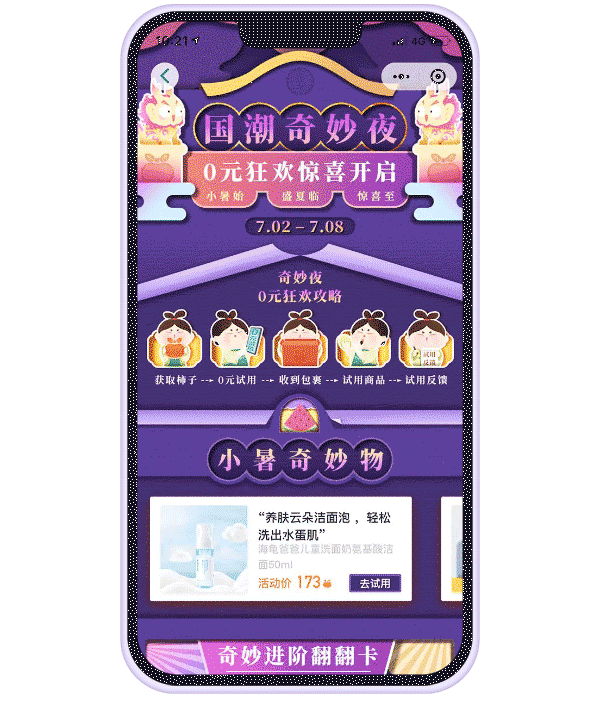 10:21
4G
国潮奇妙夜
0元狂欢惊喜开启
小暑始 盛夏临 惊喜至
7.02－7.08
奇妙夜
0元狂欢攻略
获取柿子 --→ 0元试用 --→ 收到包裹 --→ 试用商品 --→ 试用反馈
小暑奇妙物
“养肤云朵洁面泡，轻松
洗出水蛋肌”
海龟爸爸儿童洗面奶氨基酸洁
面50ml
活动价 173
去试用
奇妙进阶翻翻卡